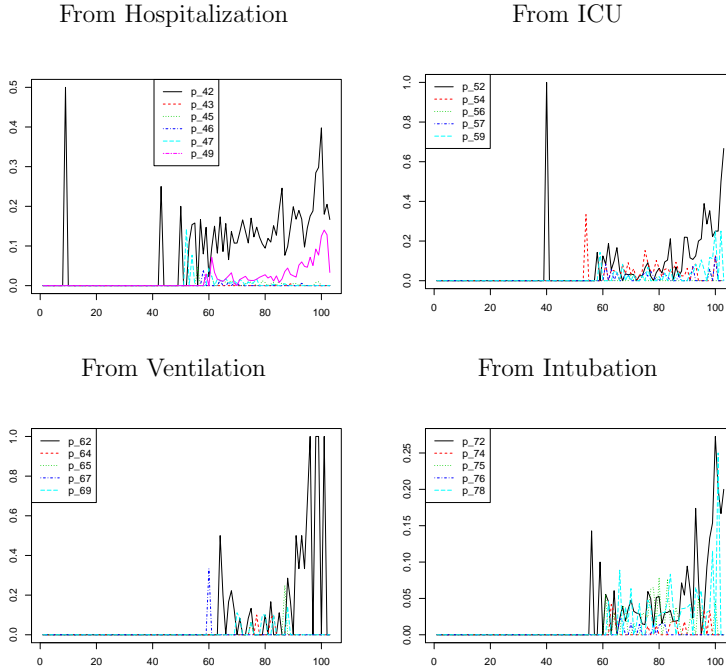 From Hospitalization
From ICU
0.5
0.4
0.3
0.2
0.1
0.0
p_42
p_43
p_45
p_46
p_47
p_49
0 20 40 60 80 100
1.0
0.8
0.6
0.4
0.2
0.0
p_52
p_54
p_56
p_57
p_59
0 20 40 60 80 100
From Ventilation
From Intubation
1.0
0.8
0.6
0.4
0.2
0.0
p_62
p_64
p_65
p_67
p_69
0 20 40 60 80 100
0.25
0.20
0.15
0.10
0.05
0.00
p_72
p_74
p_75
p_76
p_78
0 20 40 60 80 100